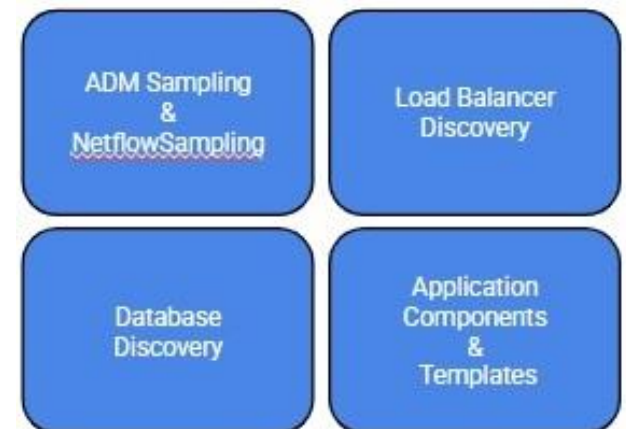 ADM Sampling
&
NetflowSampling
Load Balancer
Discovery
Database
Discovery
Application
Components
&
Templates